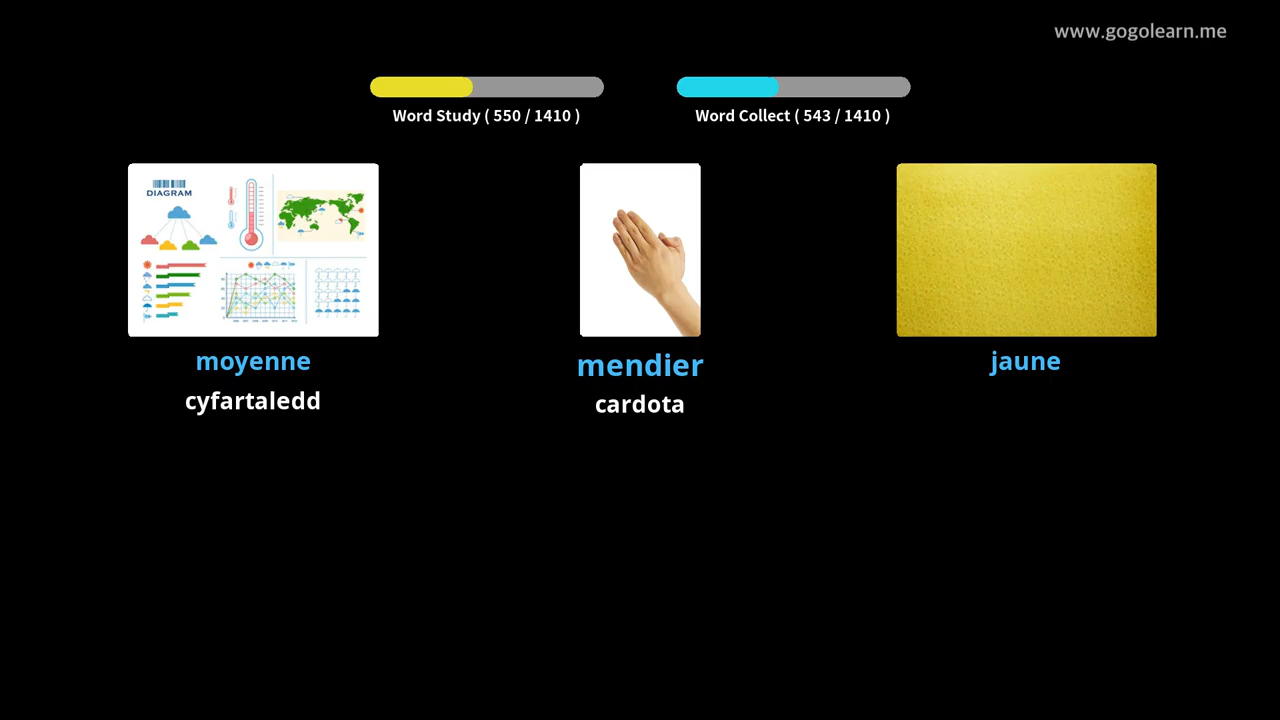 www.gogolearn.me
Word Study ( 550 / 1410 )
Word Collect ( 543 / 1410 )
DIAGRAM
moyenne
cyfartaledd
mendier
cardota
jaune